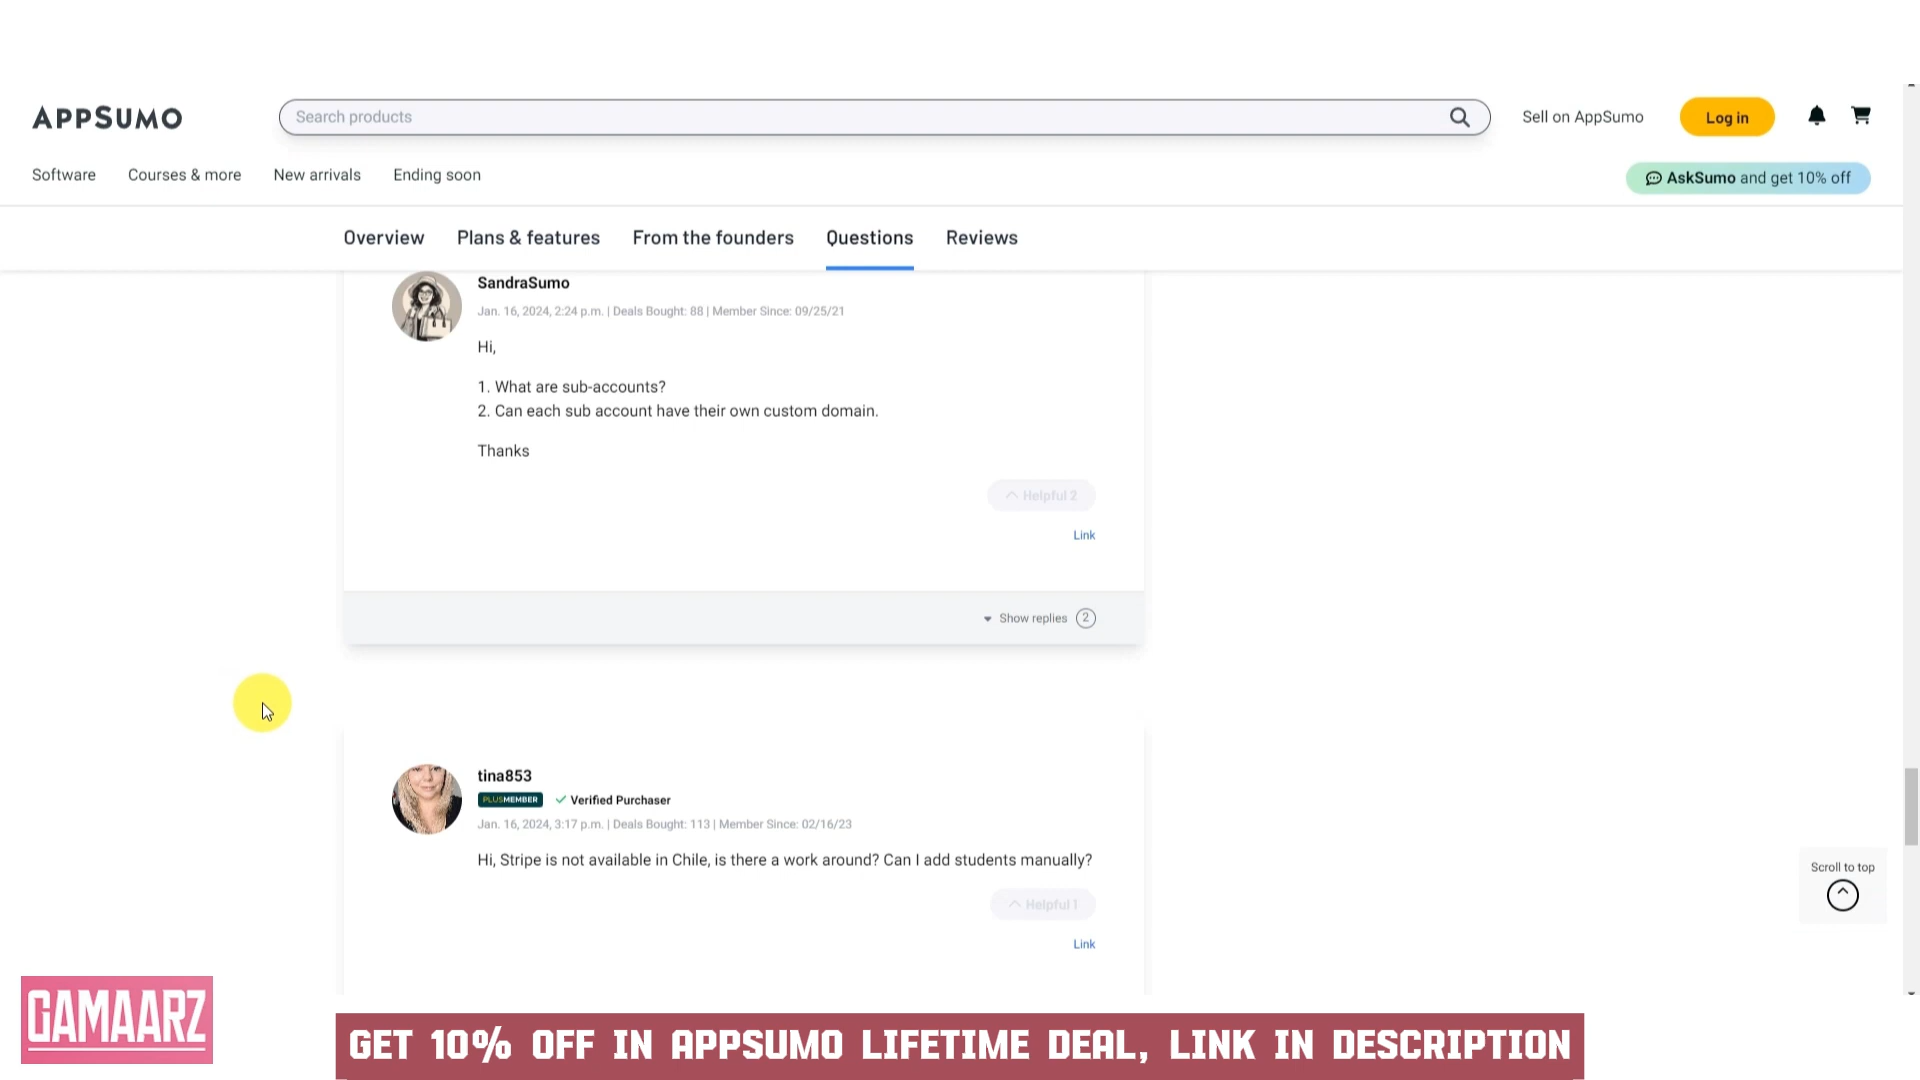 APPSUMO
Search products
Sell on AppSumo
Log in
Software
Courses & more
New arrivals
Ending soon
AskSumo and get 10% off
Overview
Plans & features
From the founders
Questions
Reviews
SandraSumo
Jan. 16, 2024, 2:24 p.m. | Deals Bought: 88 | Member Since: 09/25/21
Hi,
1. What are sub-accounts?
2. Can each sub account have their own custom domain.
Thanks
Helpful 2
Link
Show replies 2
tina853
PLUS MEMBER Verified Purchaser
Jan. 16, 2024, 3:17 p.m. | Deals Bought: 113 | Member Since: 02/16/23
Hi, Stripe is not available in Chile, is there a work around? Can I add students manually?
Scroll to top
Helpful 1
Link
GAMAARZ
GET 10% OFF IN APPSUMO LIFETIME DEAL, LINK IN DESCRIPTION